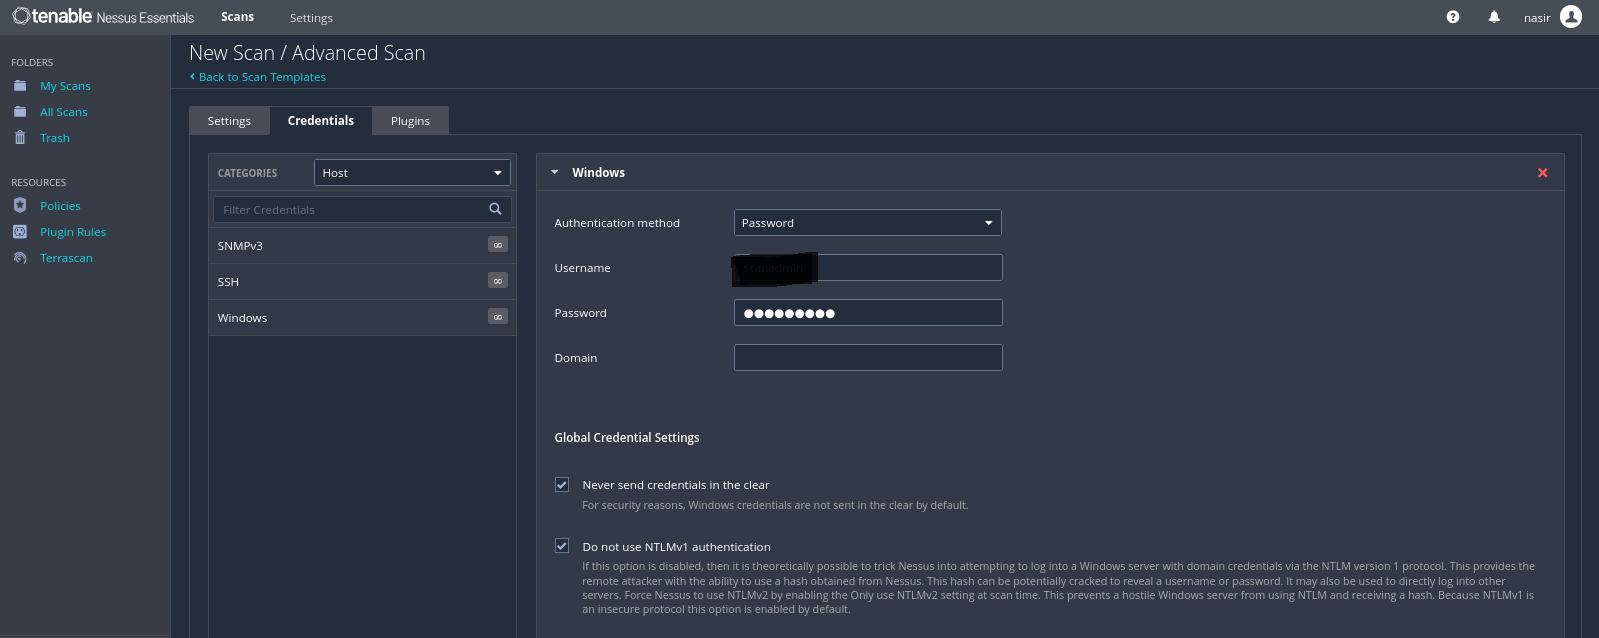 tenable Nessus Essentials Scans Settings nasir
New Scan / Advanced Scan
Back to Scan Templates
FOLDERS
My Scans
All Scans
Trash
RESOURCES
Policies
Plugin Rules
Terrascan
Settings Credentials Plugins
CATEGORIES Host
Filter Credentials
SNMPv3 ∞
SSH ∞
Windows ∞
Windows
Authentication method Password
Username
Password
Domain
Global Credential Settings
Never send credentials in the clear
For security reasons, Windows credentials are not sent in the clear by default.
Do not use NTLMv1 authentication
If this option is disabled, then it is theoretically possible to trick Nessus into attempting to log into a Windows server with domain credentials via the NTLM version 1 protocol. This provides the
remote attacker with the ability to use a hash obtained from Nessus. This hash can be potentially cracked to reveal a username or password. It may also be used to directly log into other
servers. Force Nessus to use NTLMv2 by enabling the Only use NTLMv2 setting at scan time. This prevents a hostile Windows server from using NTLM and receiving a hash. Because NTLMv1 is
an insecure protocol this option is enabled by default.